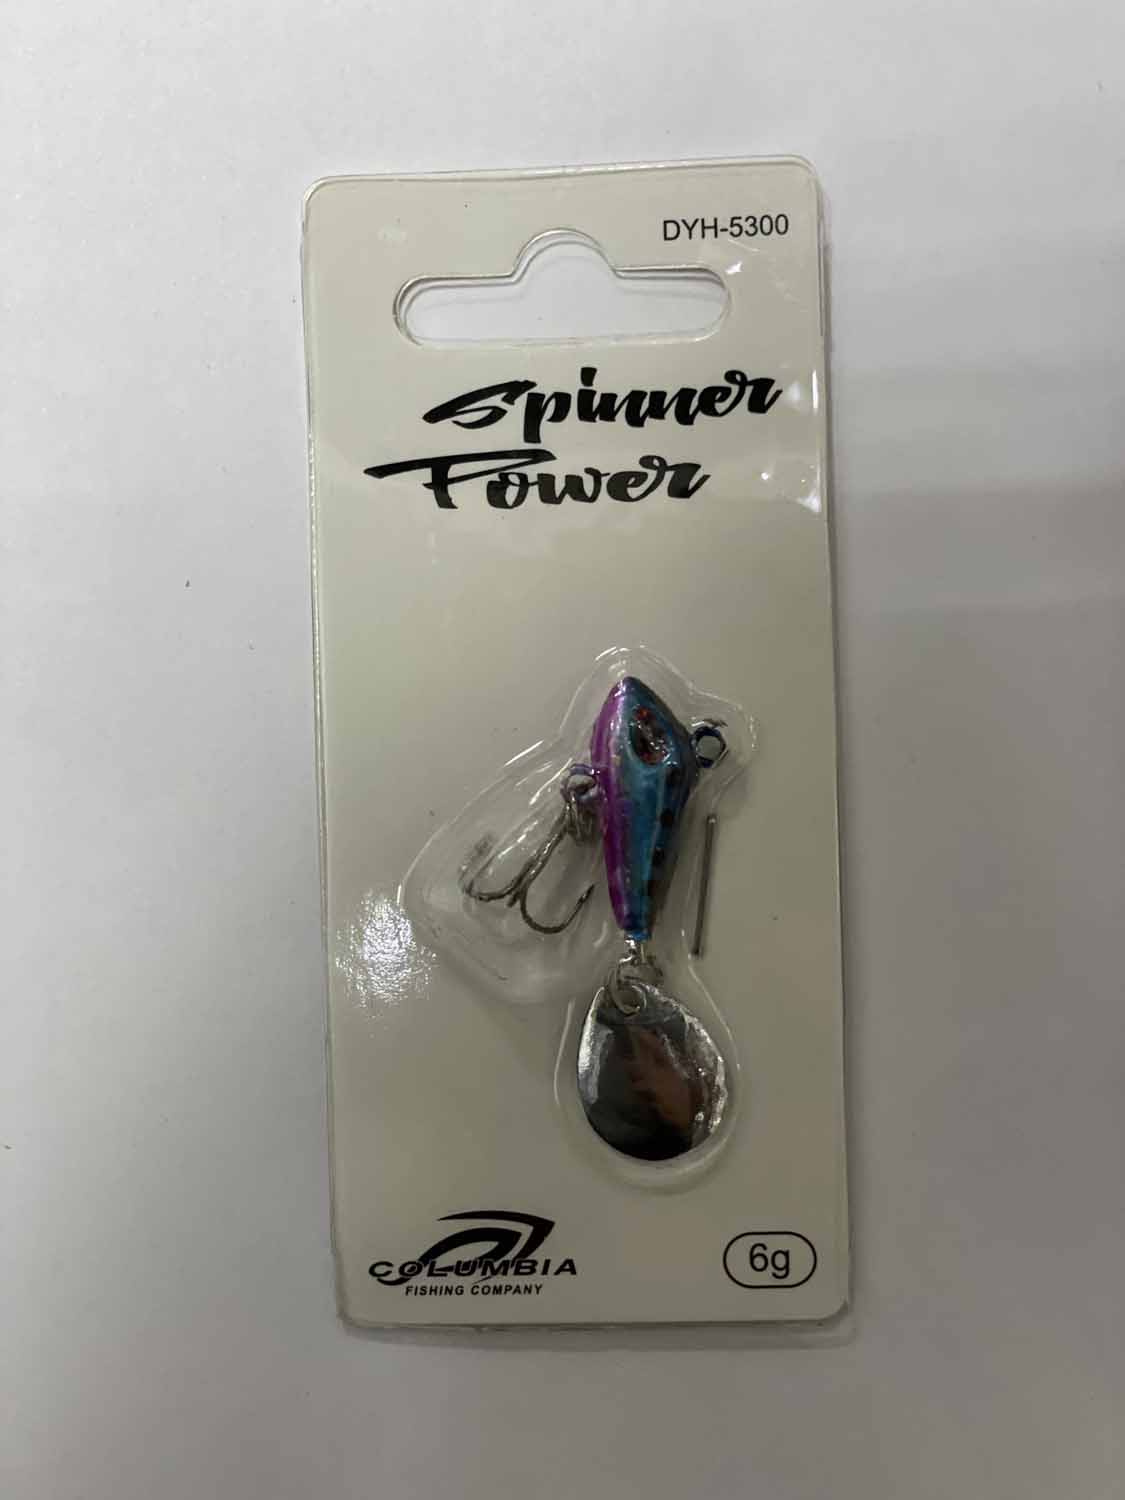 DYH-5300
Spinner
Power
COLUMBIA
FISHING COMPANY
6g